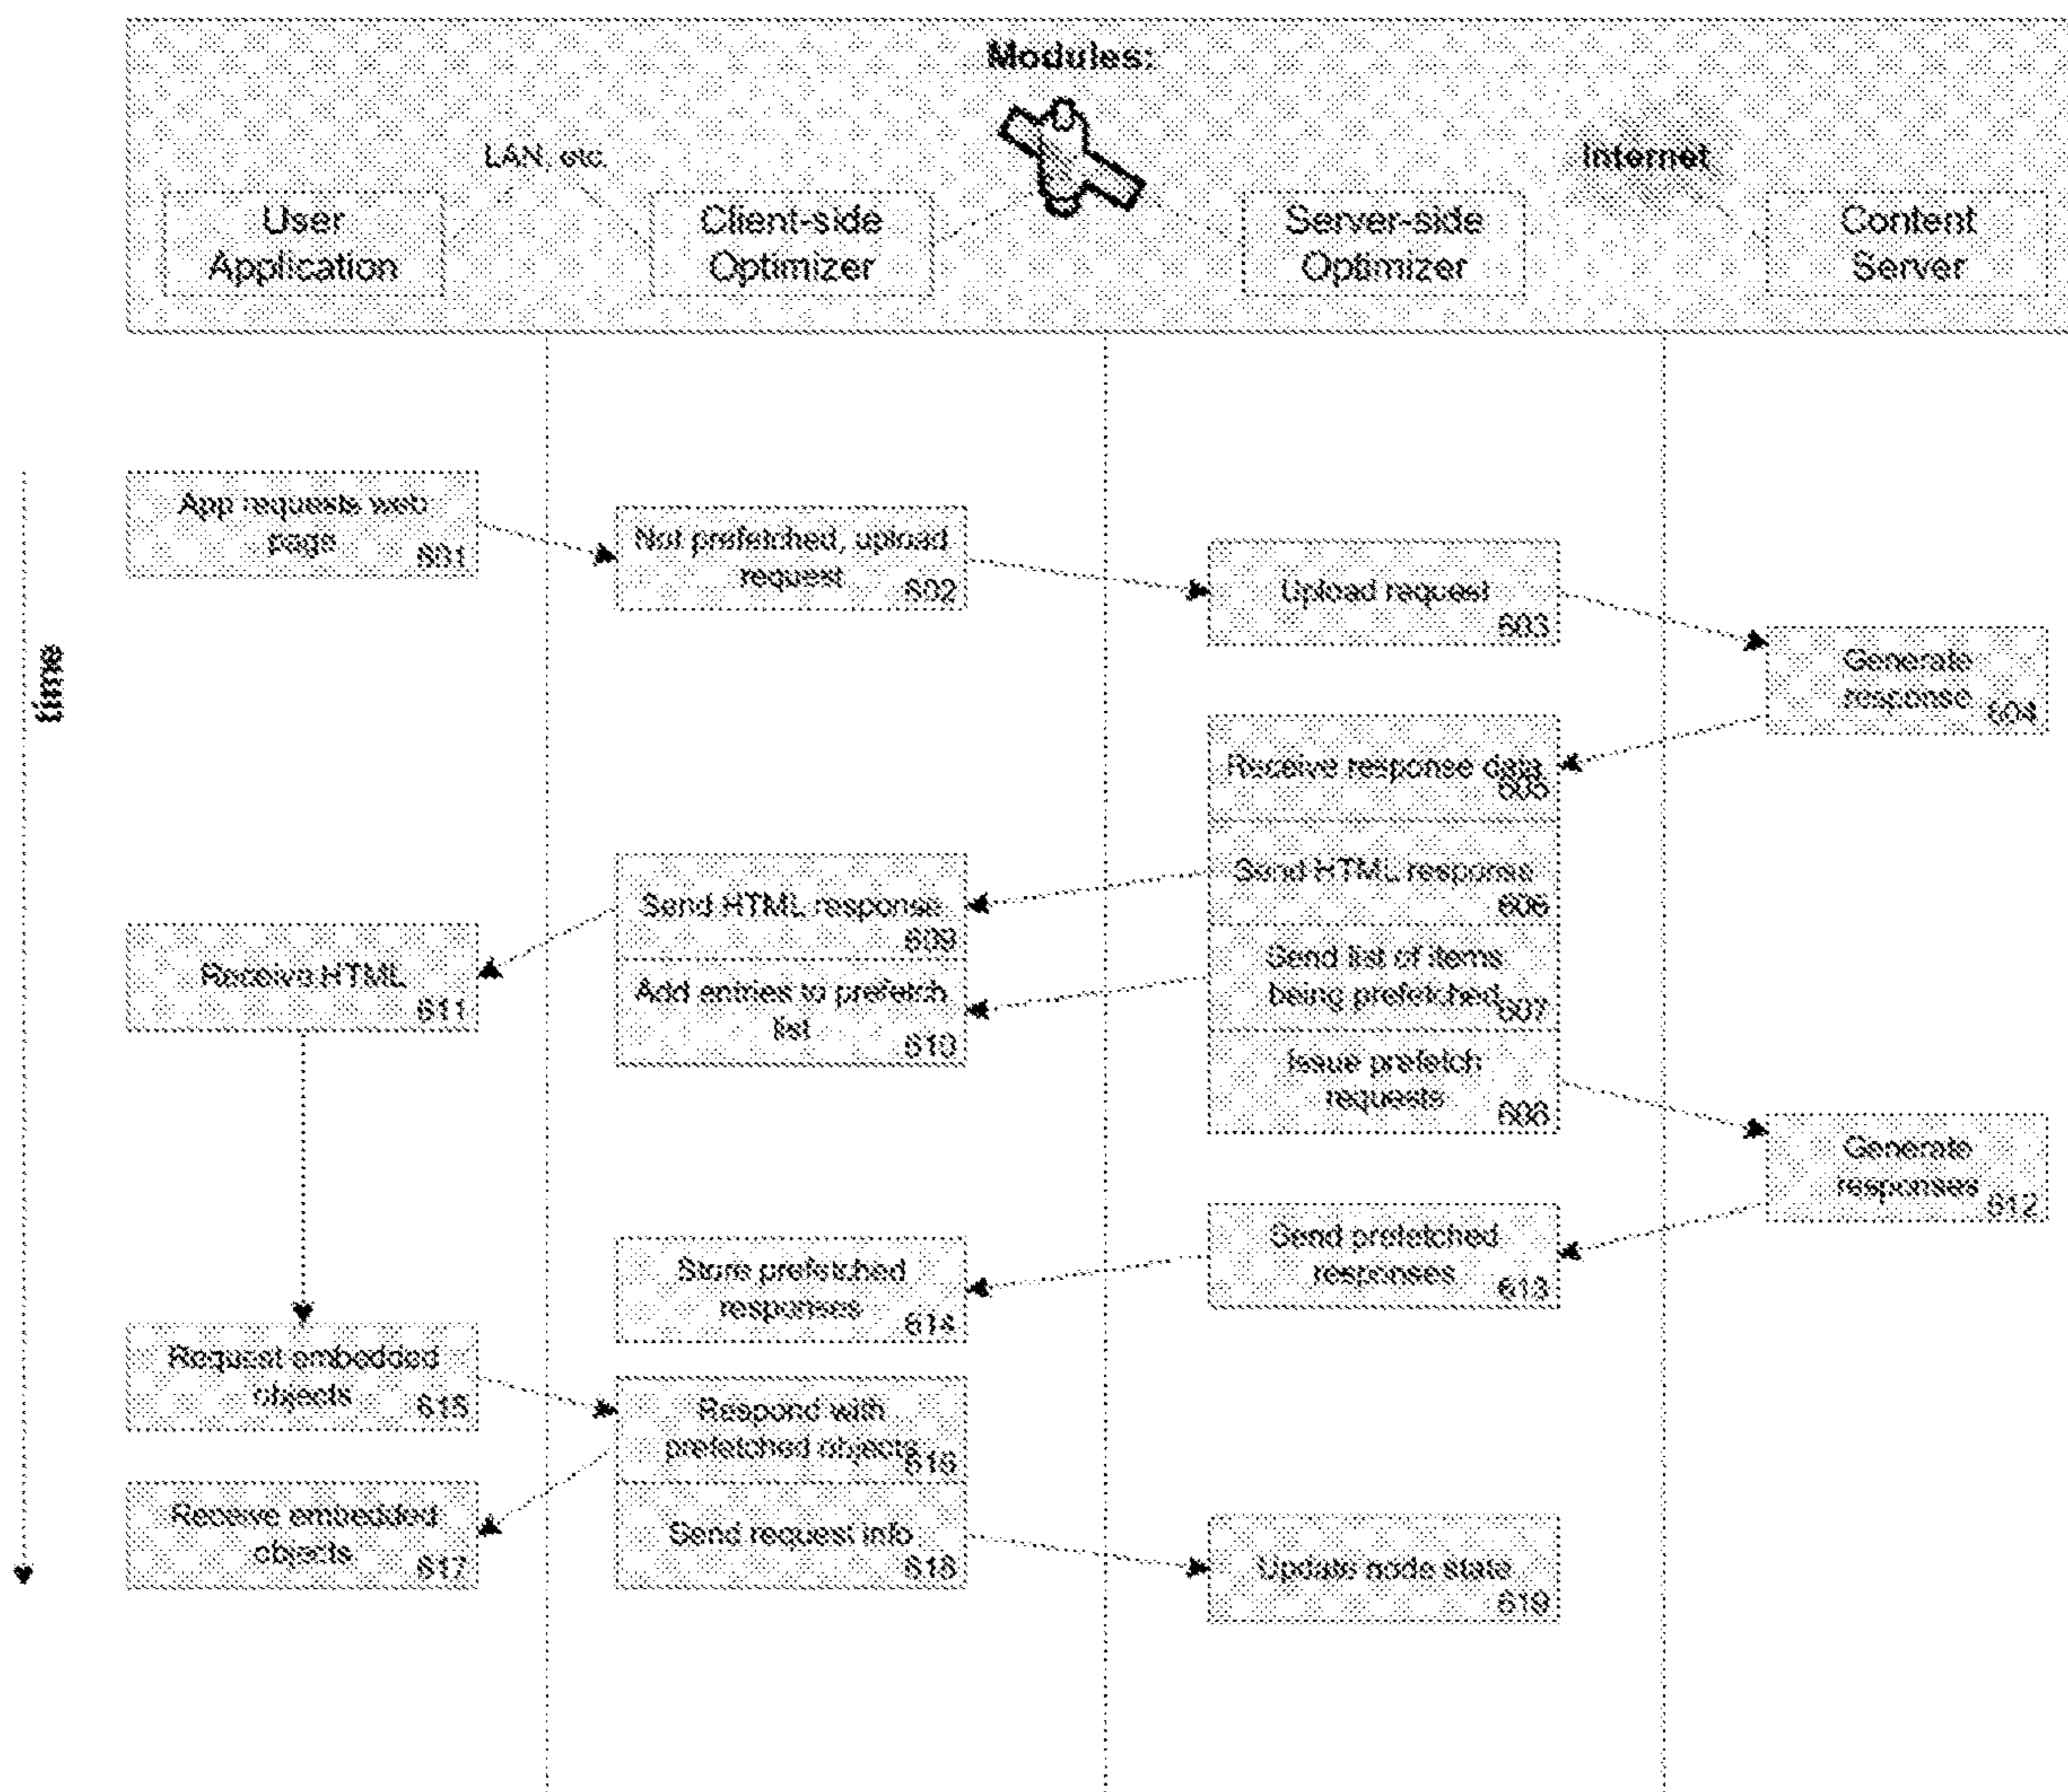 Modules:
LAN, etc.
Internet
User
Application
Client-side
Optimizer
Server-side
Optimizer
Content
Server
time
App requests web
page
601
Not prefetched, upload
request
602
Upload request
603
Generate
response
604
Receive response data
605
Send HTML response
606
Send HTML response
609
Send list of items
being prefetched
607
Receive HTML
611
Add entries to prefetch
list
610
Issue prefetch
requests
608
Generate
responses
612
Send prefetched
responses
613
Store prefetched
responses
614
Request embedded
objects
615
Respond with
prefetched objects
616
Receive embedded
objects
617
Send request info
618
Update node state
619